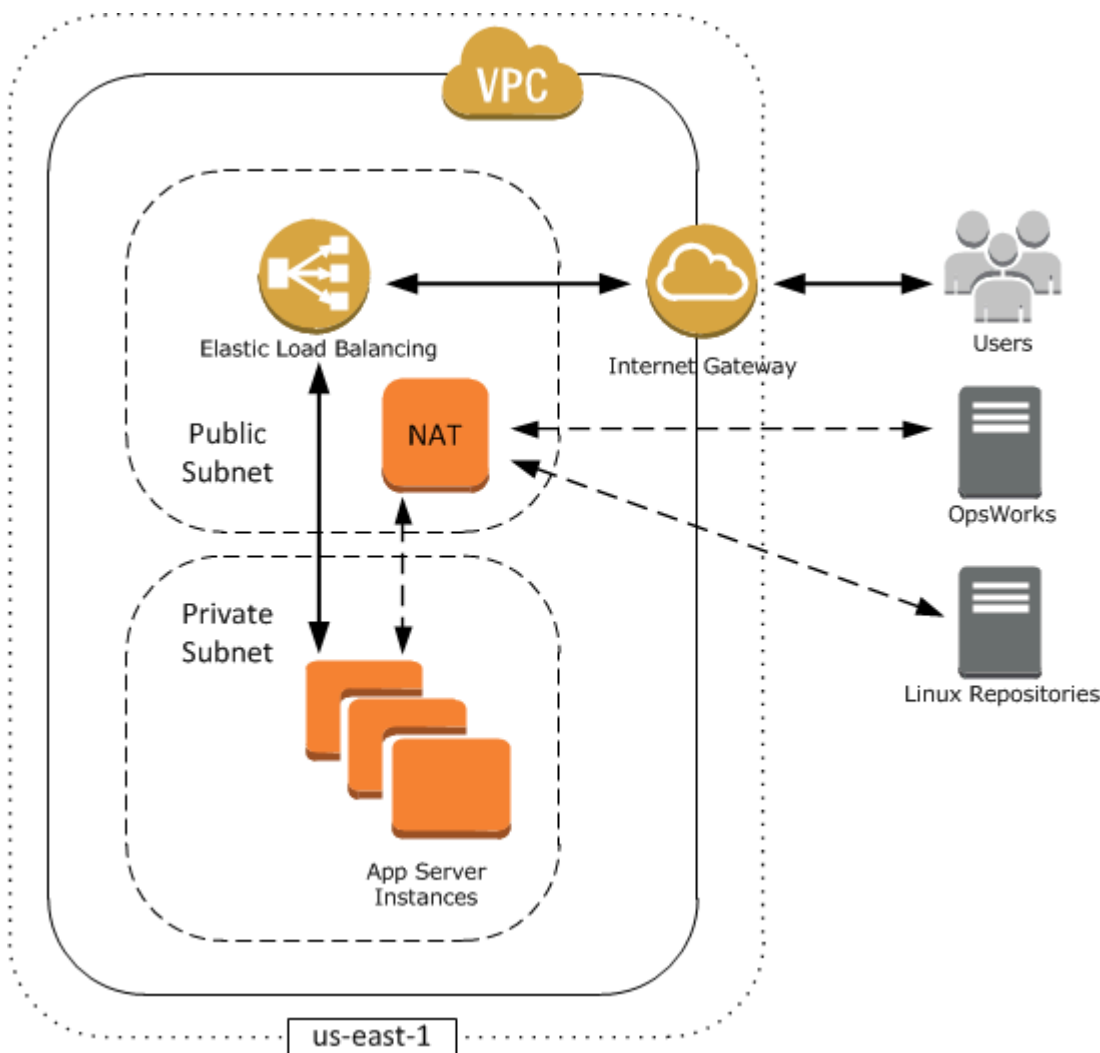 VPC
Elastic Load Balancing
Internet Gateway
Users
Public
Subnet
NAT
OpsWorks
Private
Subnet
Linux Repositories
App Server
Instances
us-east-1